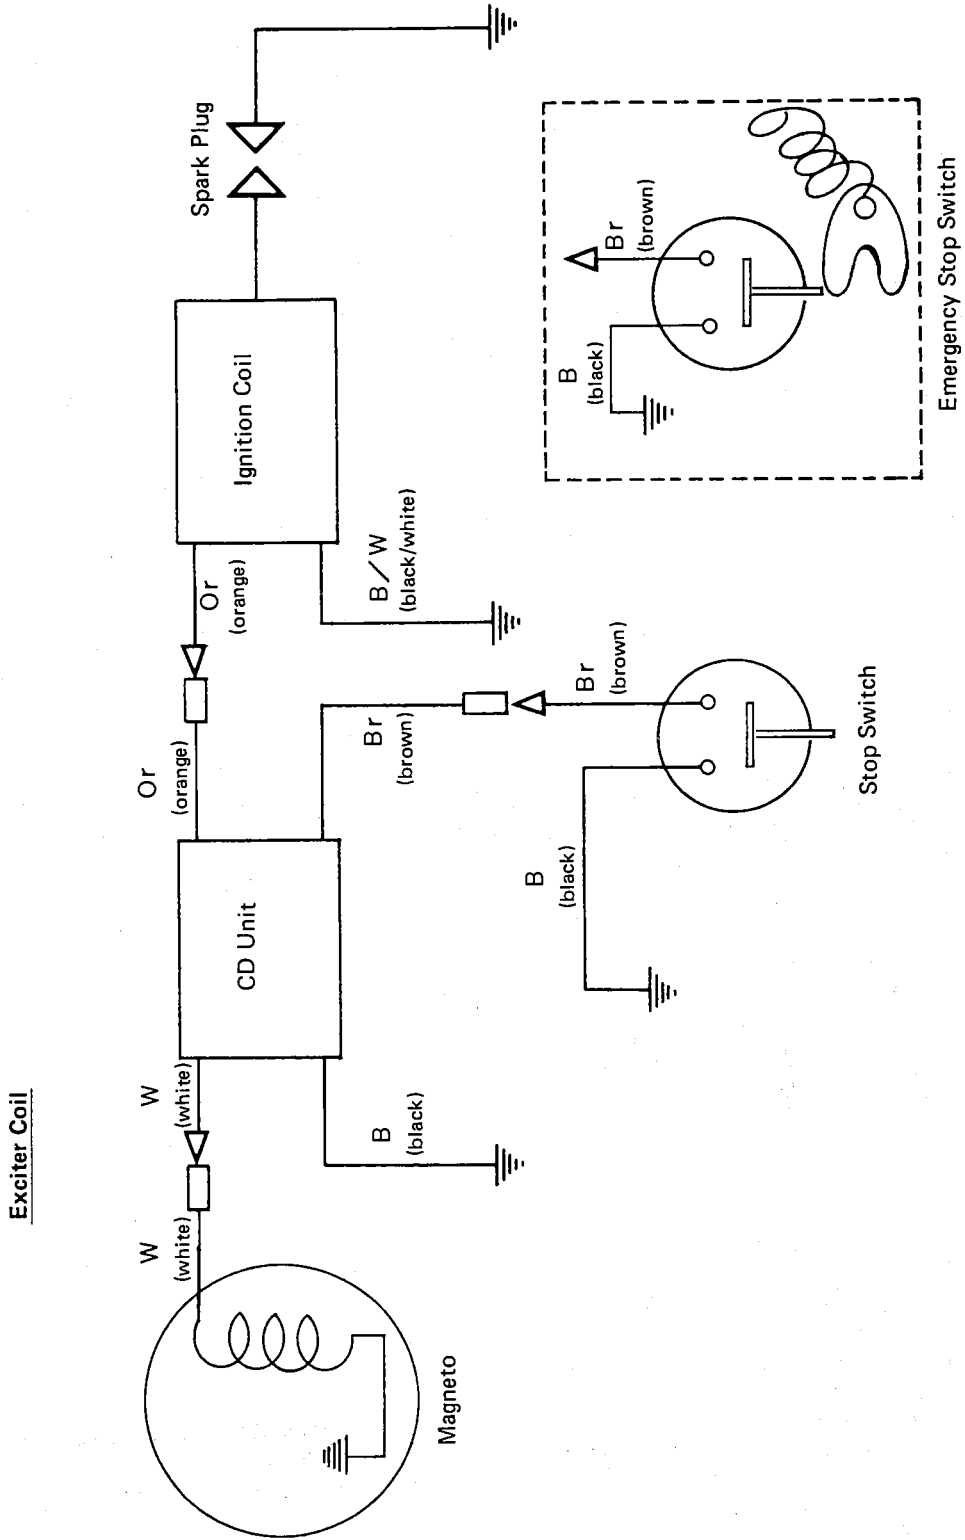 Exciter Coil
Magneto
W
(white)
W
(white)
B
(black)
CD Unit
Or
(orange)
Or
(orange)
Br
(brown)
Br
(brown)
B
(black)
Stop Switch
B/W
(black/white)
Ignition Coil
Spark Plug
B
(black)
Br
(brown)
Emergency Stop Switch